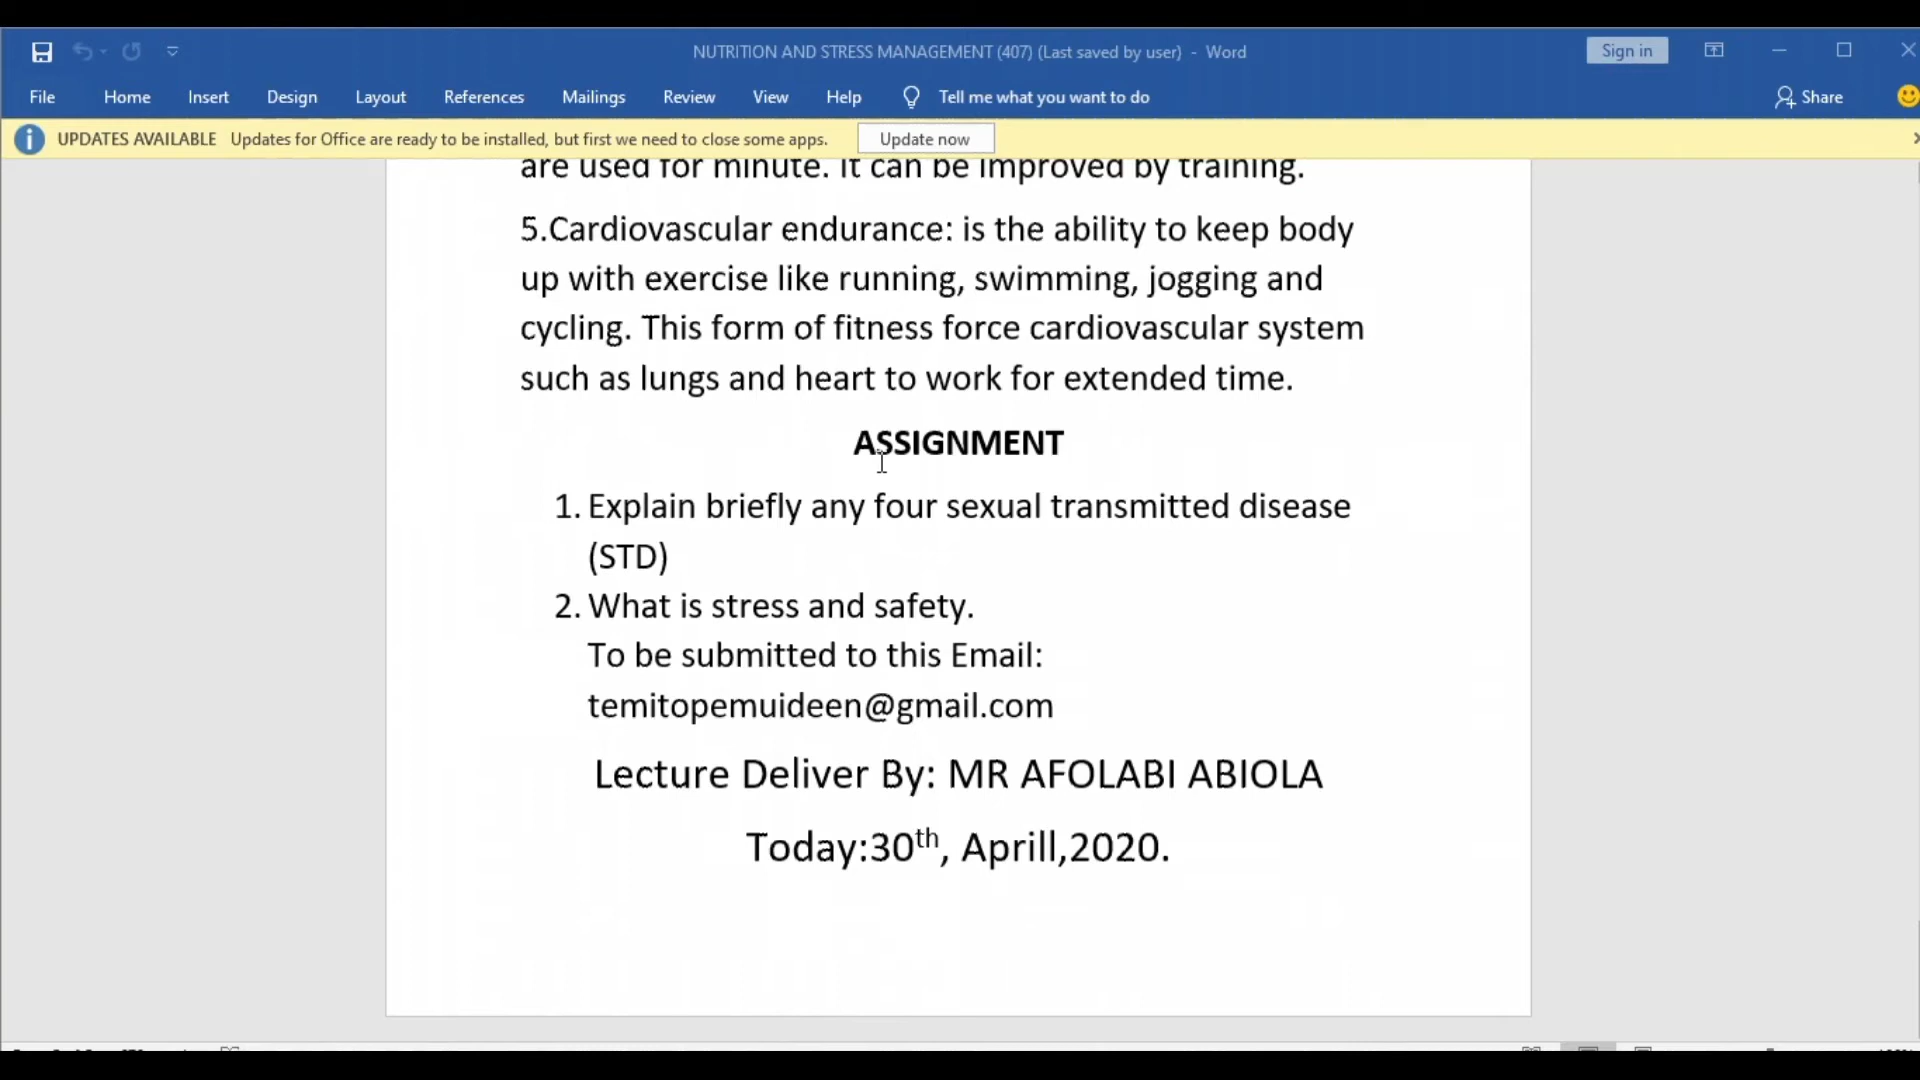 NUTRITION AND STRESS MANAGEMENT (407) (Last saved by user) - Word
Sign in
File Home Insert Design Layout References Mailings Review View Help Tell me what you want to do Share
UPDATES AVAILABLE Updates for Office are ready to be installed, but first we need to close some apps. Update now
are used for minute. It can be improved by training.
5.Cardiovascular endurance: is the ability to keep body
up with exercise like running, swimming, jogging and
cycling. This form of fitness force cardiovascular system
such as lungs and heart to work for extended time.
ASSIGNMENT
1. Explain briefly any four sexual transmitted disease
(STD)
2. What is stress and safety.
To be submitted to this Email:
temitopemuideen@gmail.com
Lecture Deliver By: MR AFOLABI ABIOLA
Today:30th, Aprill,2020.